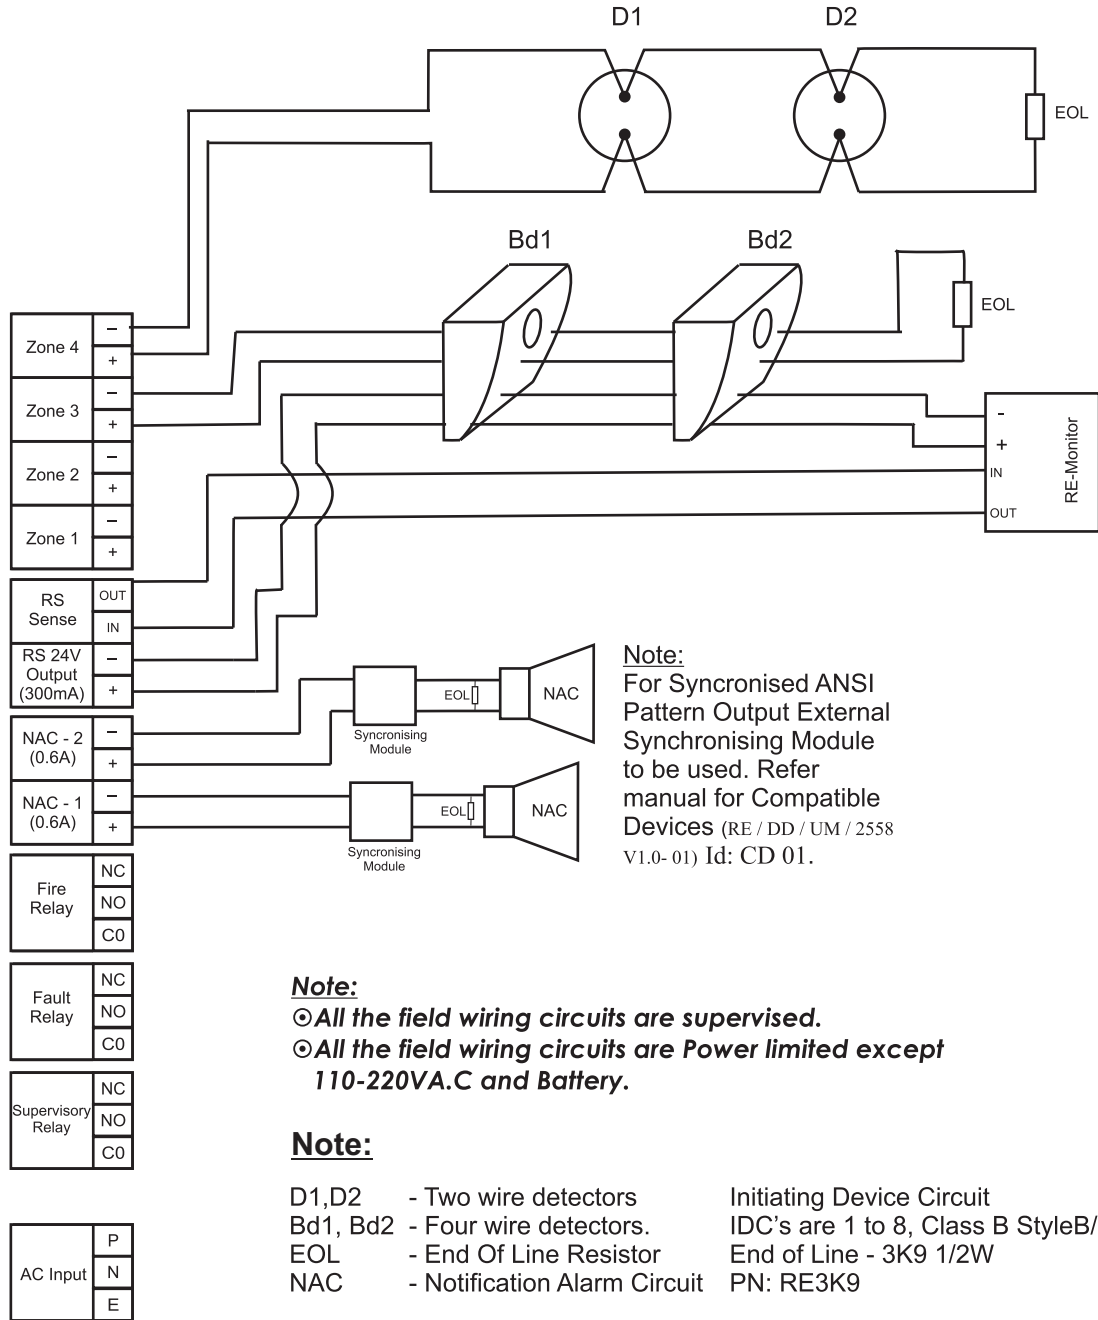 D1
D2
EOL
Bd1
Bd2
EOL
Zone 4
−
+
Zone 3
−
+
Zone 2
−
+
Zone 1
−
+
-
+
IN
OUT
RE-Monitor
RS
Sense
OUT
IN
RS 24V
Output
(300mA)
−
+
NAC - 2
(0.6A)
−
+
NAC - 1
(0.6A)
−
+
EOL
NAC
Syncronising
Module
EOL
NAC
Syncronising
Module
Note:
For Syncronised ANSI
Pattern Output External
Synchronising Module
to be used. Refer
manual for Compatible
Devices (RE / DD / UM / 2558
V1.0- 01) Id: CD 01.
Fire
Relay
NC
NO
C0
Fault
Relay
NC
NO
C0
Supervisory
Relay
NC
NO
C0
AC Input
P
N
E
Note:
⊙All the field wiring circuits are supervised.
⊙All the field wiring circuits are Power limited except
110-220VA.C and Battery.
Note:
D1,D2 - Two wire detectors
Bd1, Bd2 - Four wire detectors.
EOL - End Of Line Resistor
NAC - Notification Alarm Circuit
Initiating Device Circuit
IDC's are 1 to 8, Class B StyleB/
End of Line - 3K9 1/2W
PN: RE3K9